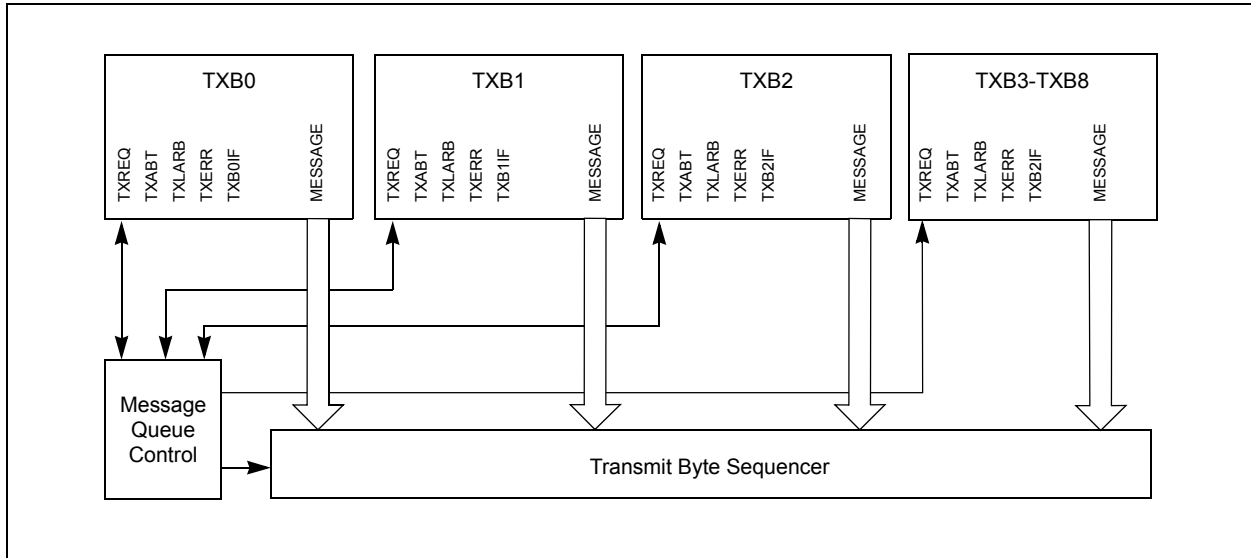 TXB0
TXREQ
TXABT
TXLARB
TXERR
TXB0IF
MESSAGE
TXB1
TXREQ
TXABT
TXLARB
TXERR
TXB1IF
MESSAGE
TXB2
TXREQ
TXABT
TXLARB
TXERR
TXB2IF
MESSAGE
TXB3-TXB8
TXREQ
TXABT
TXLARB
TXERR
TXB2IF
MESSAGE
Message
Queue
Control
Transmit Byte Sequencer